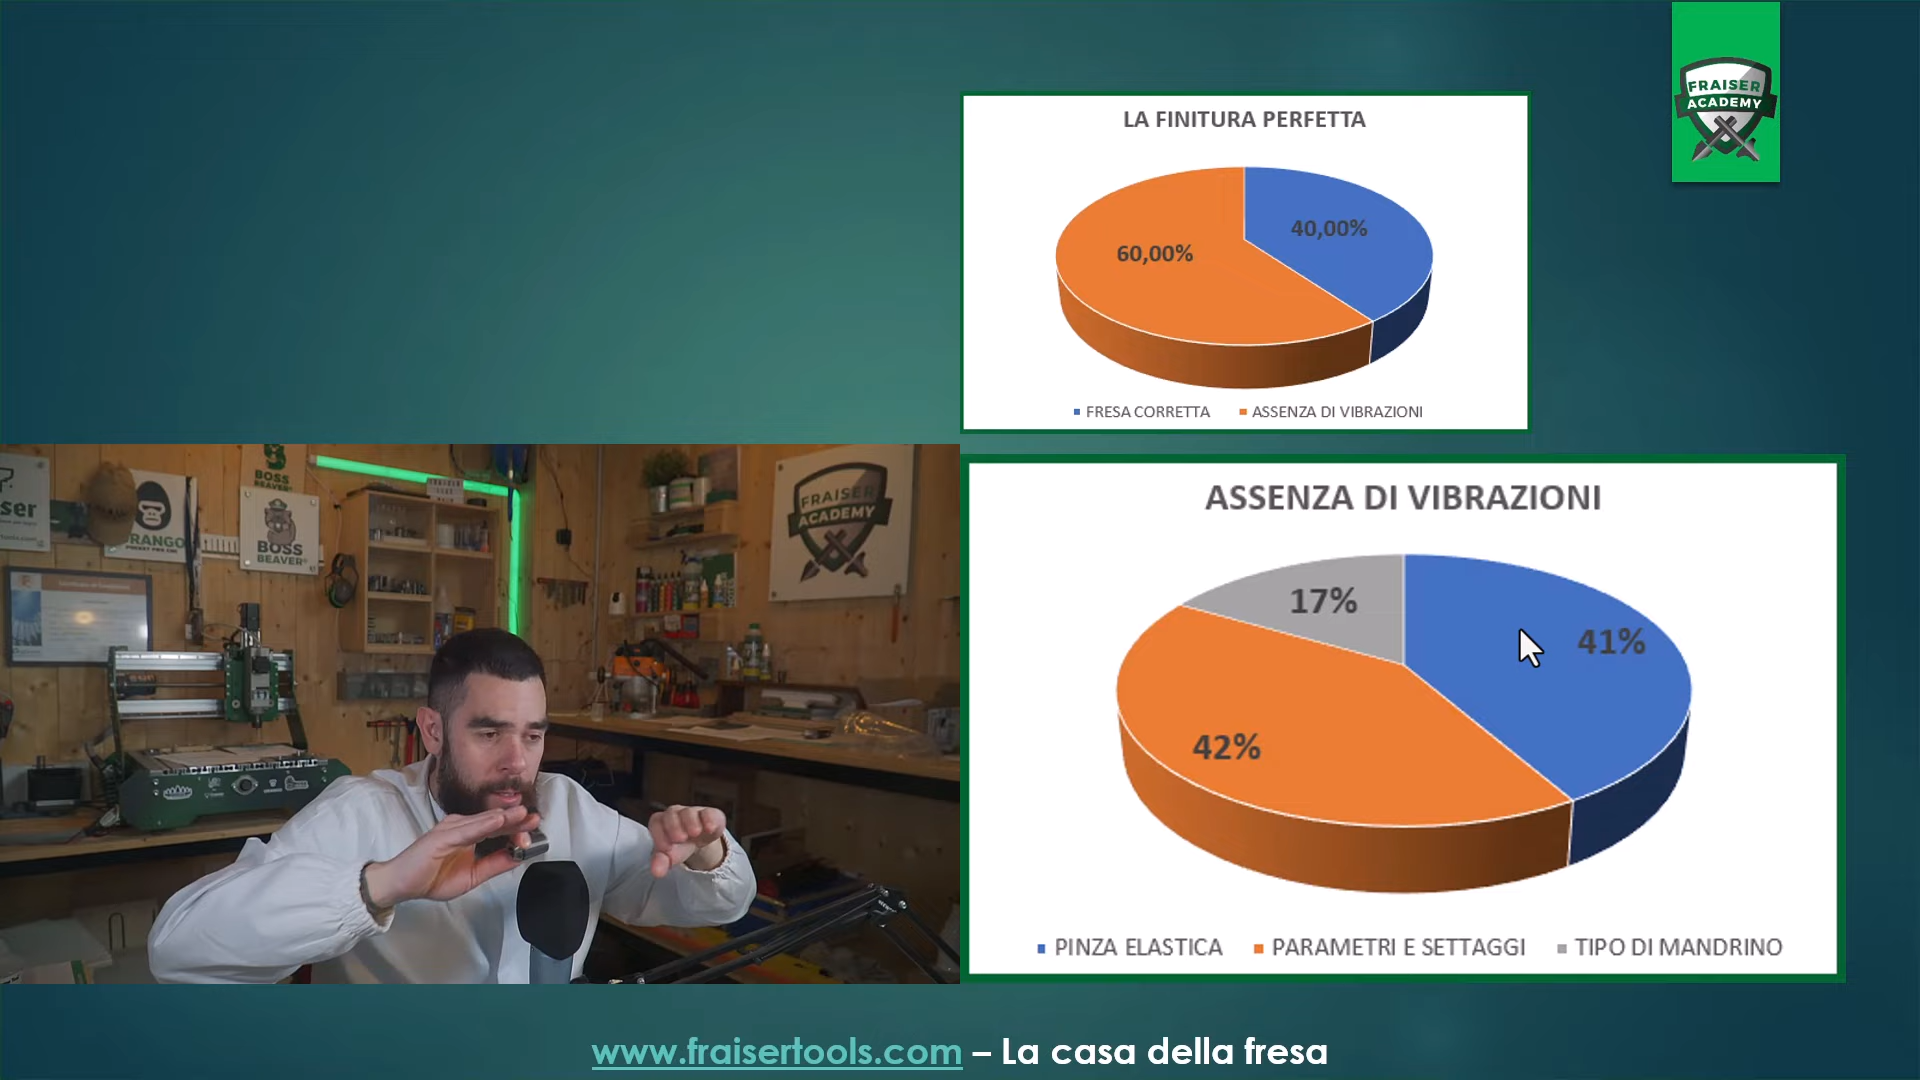 FRAISER
ACADEMY
LA FINITURA PERFETTA
40,00%
60,00%
FRESA CORRETTA
ASSENZA DI VIBRAZIONI
BOSS
BEAVER
BOSS
BEAVER
FRAISER
ACADEMY
ASSENZA DI VIBRAZIONI
17%
41%
42%
PINZA ELASTICA
PARAMETRI E SETTAGGI
TIPO DI MANDRINO
www.fraisertools.com – La casa della fresa